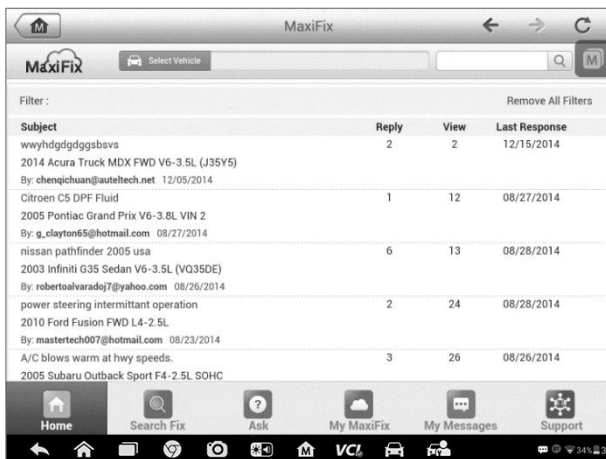 MaxiFix
MaxiFix
Select Vehicle
M
Filter :
Remove All Filters
Subject Reply View Last Response
wwyhdgdgdggsbsvs 2 2 12/15/2014
2014 Acura Truck MDX FWD V6-3.5L (J35Y5)
By: chenqichuan@auteltech.net 12/05/2014
Citroen C5 DPF Fluid 1 12 08/27/2014
2005 Pontiac Grand Prix V6-3.8L VIN 2
By: g_clayton65@hotmail.com 08/27/2014
nissan pathfinder 2005 usa 6 13 08/28/2014
2003 Infiniti G35 Sedan V6-3.5L (VQ35DE)
By: robertoalvaradoj7@yahoo.com 08/26/2014
power steering intermittant operation 2 24 08/28/2014
2010 Ford Fusion FWD L4-2.5L
By: mastertech007@hotmail.com 08/23/2014
A/C blows warm at hwy speeds. 3 26 08/26/2014
2005 Subaru Outback Sport F4-2.5L SOHC
Home Search Fix Ask My MaxiFix My Messages Support
VCI 34%